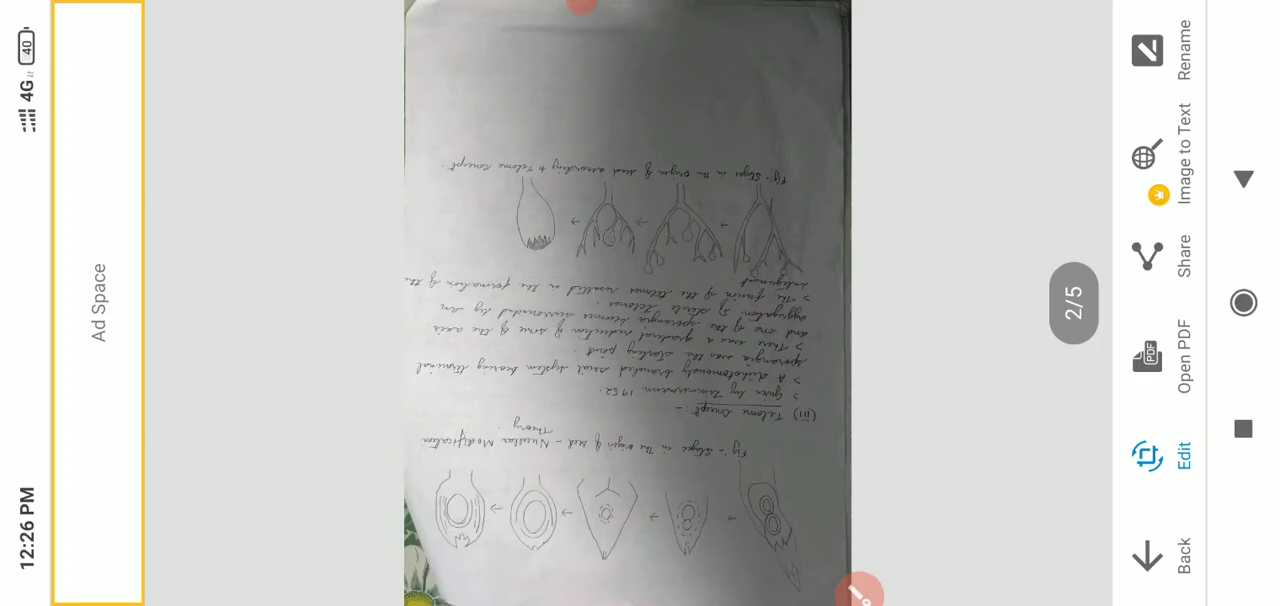 12:26 PM
4G 40
Ad Space
Fig:- Stages in the origin of seed - Nucellar Modification
Theory.
(iii) Telome Concept :-
> Given by Zimmermann 1952.
> A dichotomously branched axial system bearing terminal
sporangia was the starting point.
> There was a gradual reduction of some of the axis
and one of the sporangia becomes surrounded by an
aggregation of sterile telomes.
> The fusion of the telomes resulted in the formation of the
integument.
Fig:- Stages in the origin of seed according to Telome Concept.
2/5
Back
Edit
Open PDF
PDF
Share
Image to Text
Rename